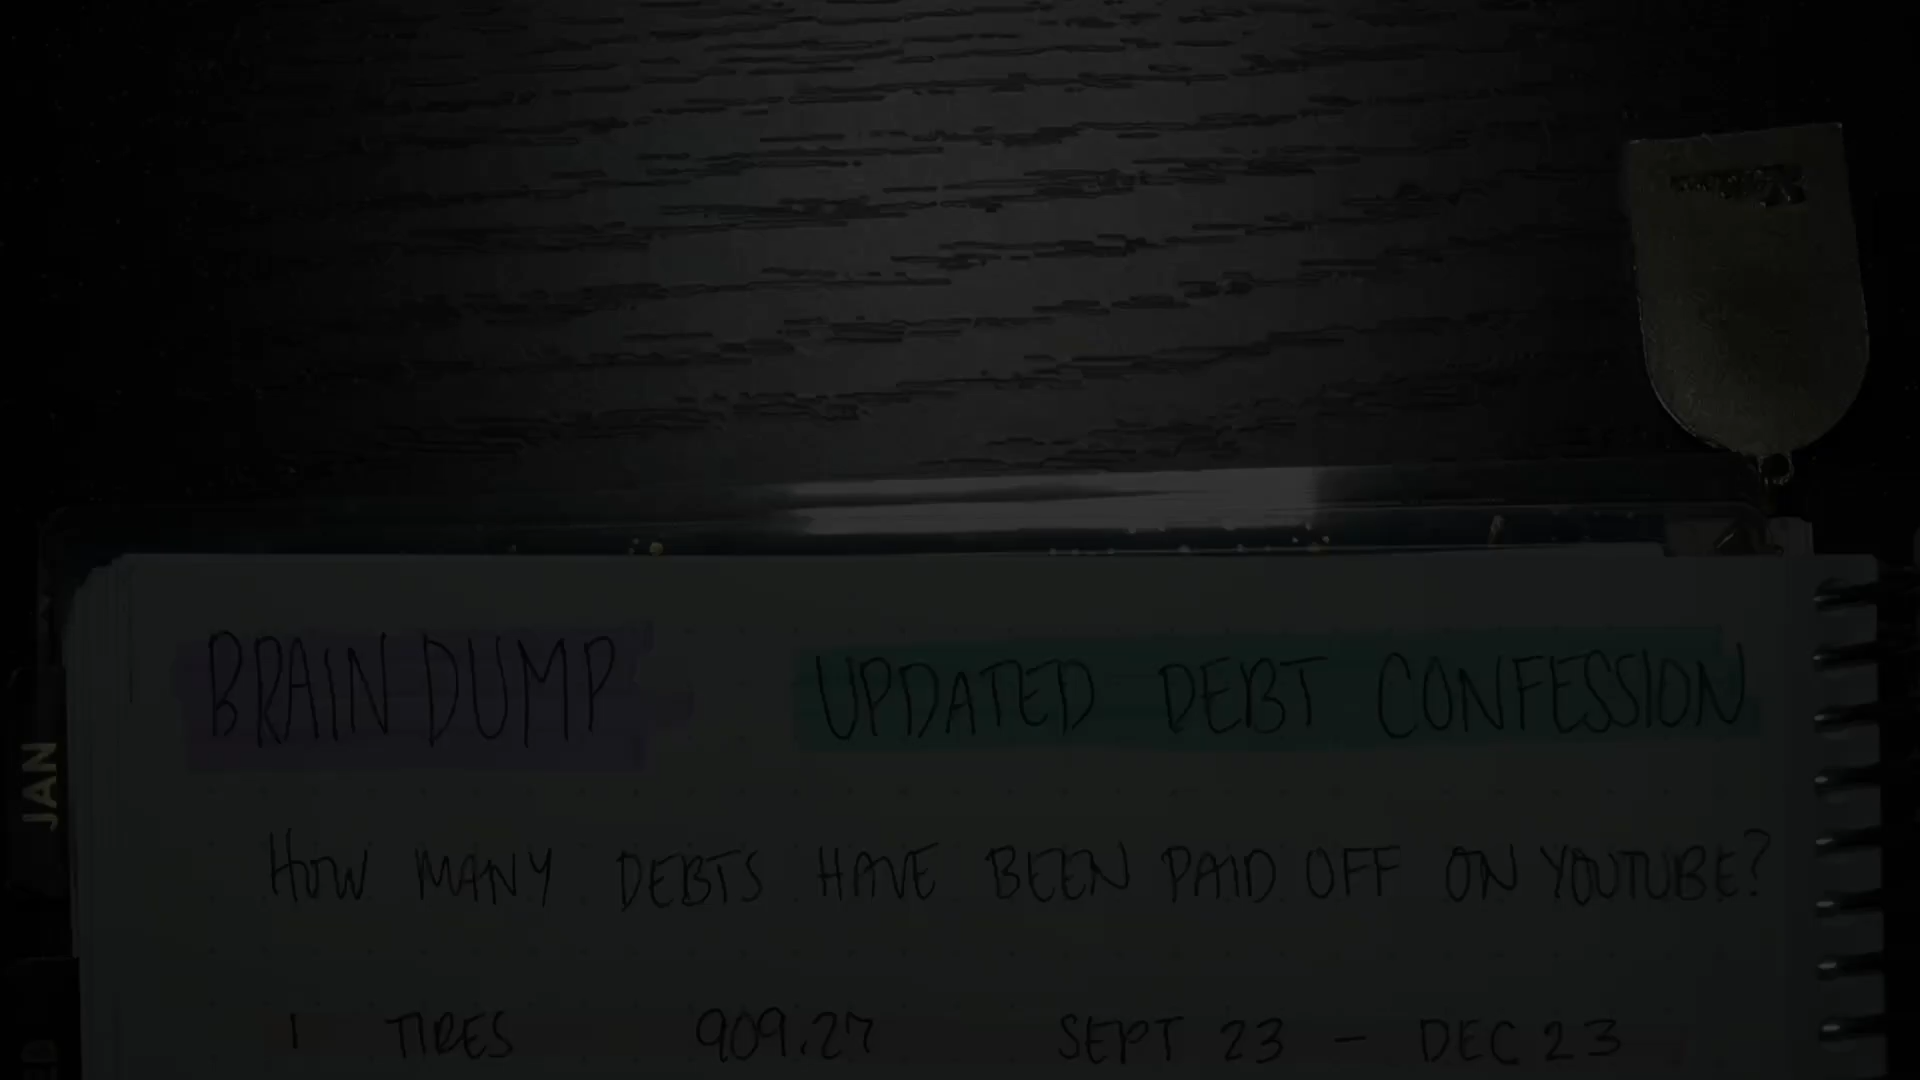 BRAIN DUMP UPDATED DEBT CONFESSION
HOW MANY DEBTS HAVE BEEN PAID OFF ON YOUTUBE?
1 TIRES 909.27 SEPT 23 – DEC 23
JAN